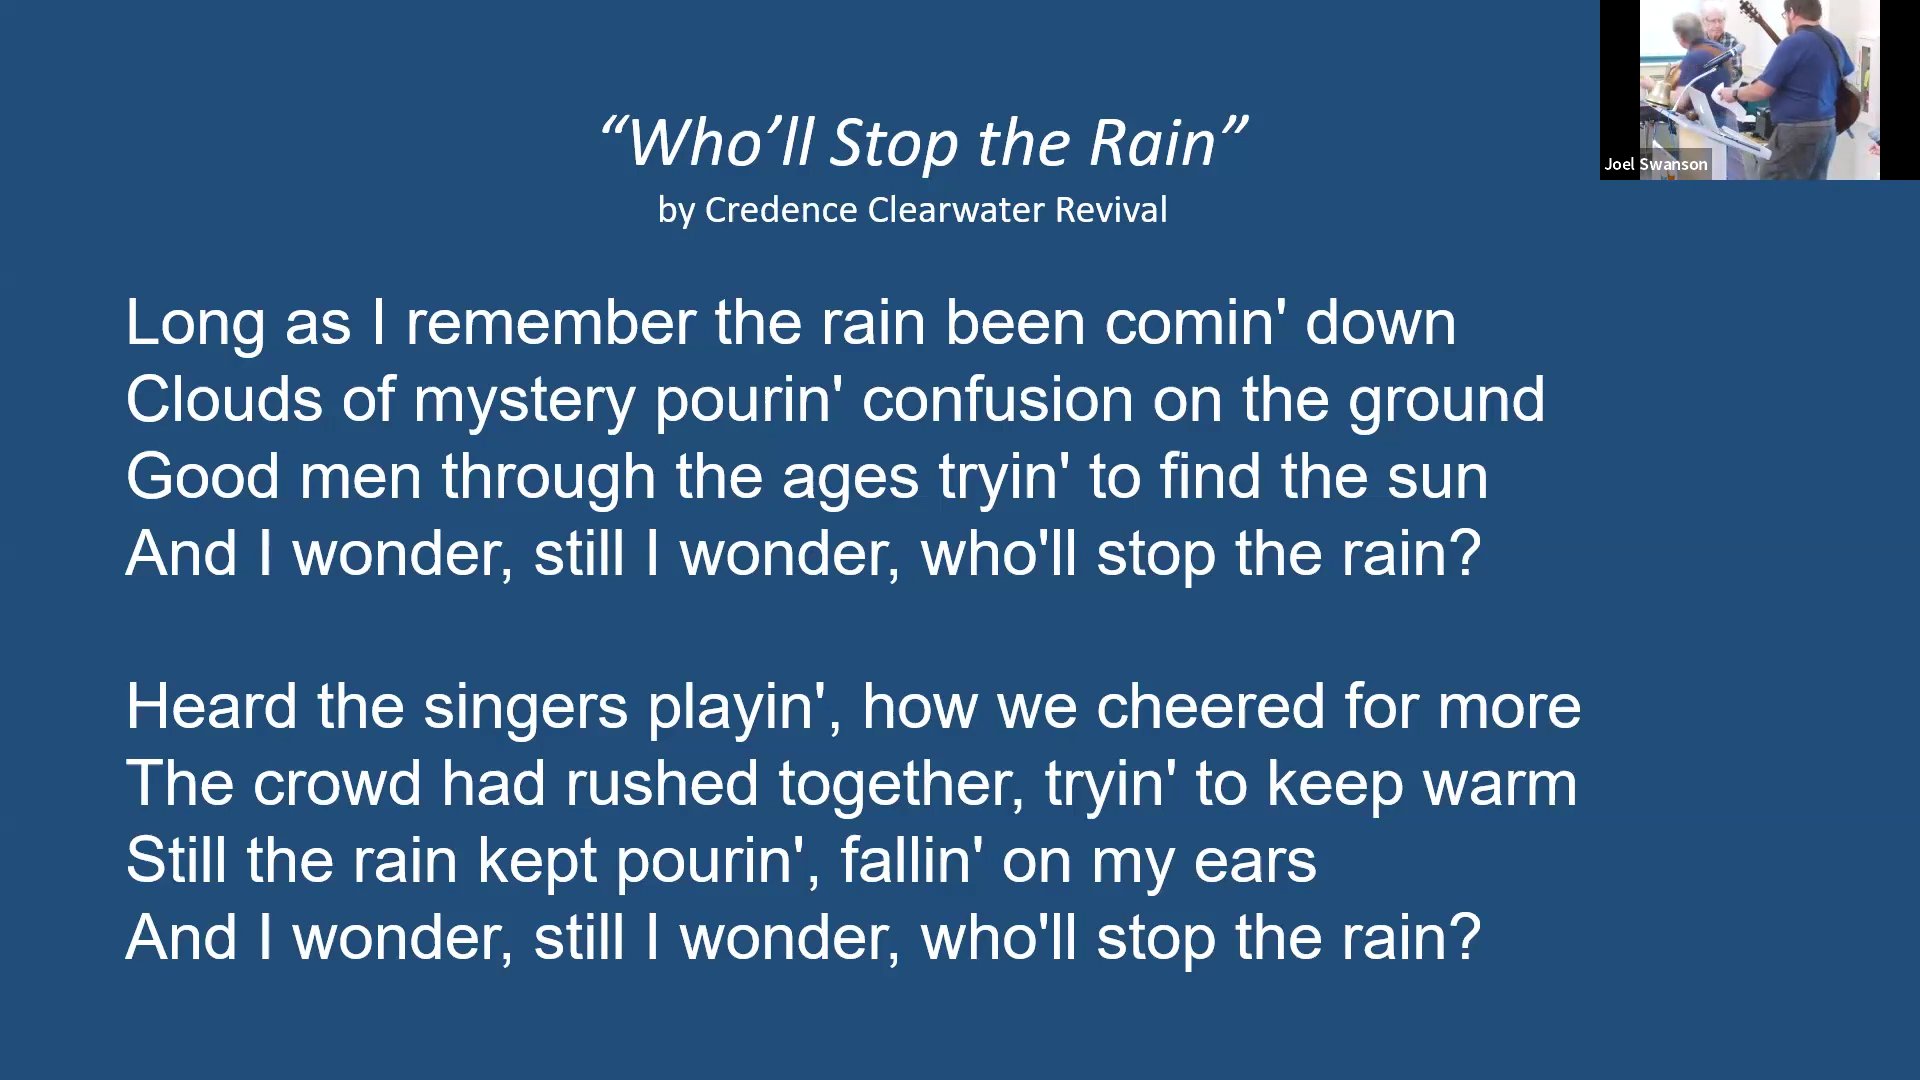 “Who’ll Stop the Rain”
by Credence Clearwater Revival
Joel Swanson
Long as I remember the rain been comin' down
Clouds of mystery pourin' confusion on the ground
Good men through the ages tryin' to find the sun
And I wonder, still I wonder, who'll stop the rain?
Heard the singers playin', how we cheered for more
The crowd had rushed together, tryin' to keep warm
Still the rain kept pourin', fallin' on my ears
And I wonder, still I wonder, who'll stop the rain?